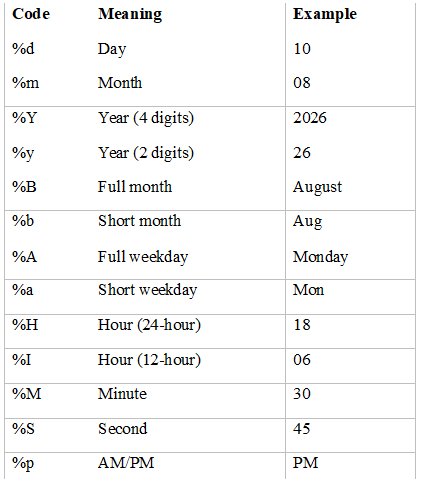 Code Meaning Example
%d Day 10
%m Month 08
%Y Year (4 digits) 2026
%y Year (2 digits) 26
%B Full month August
%b Short month Aug
%A Full weekday Monday
%a Short weekday Mon
%H Hour (24-hour) 18
%I Hour (12-hour) 06
%M Minute 30
%S Second 45
%p AM/PM PM